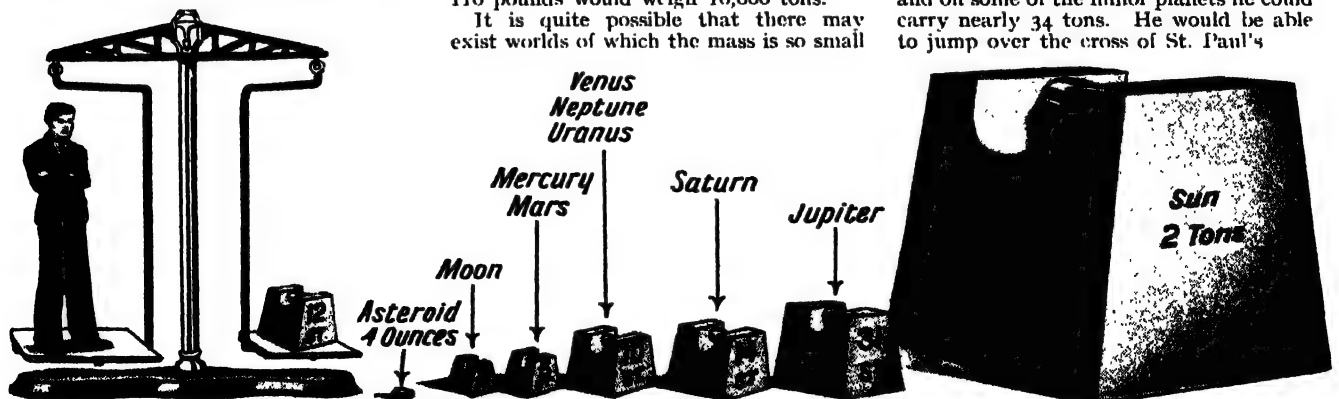 110 pounds would weigh 10,000 tons.
It is quite possible that there may
exist worlds of which the mass is so small
and on some of the minor planets he could
carry nearly 34 tons. He would be able
to jump over the cross of St. Paul's
12
ST
Asteroid
4 Ounces
Moon
Mercury
Mars
Venus
Neptune
Uranus
Saturn
Jupiter
Sun
2 Tons